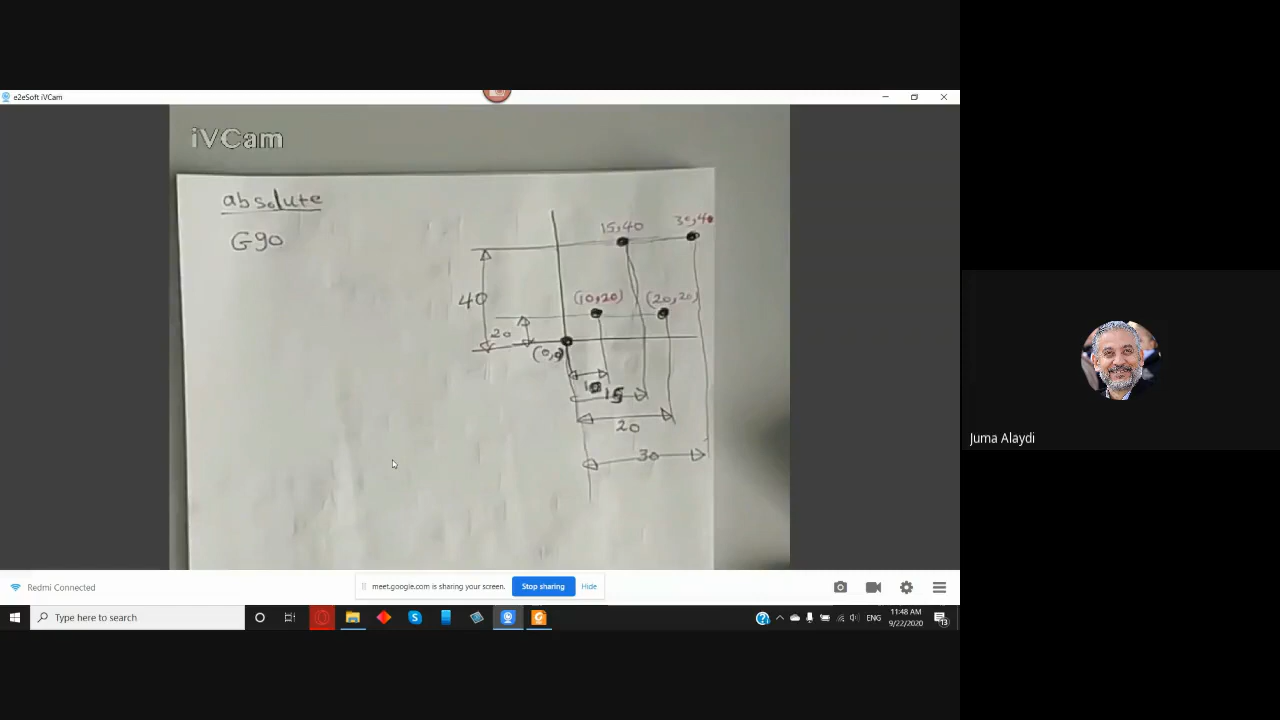 e2eSoft iVCam
iVCam
absolute
G90
15,40
30,40
40
(10,20)
(20,20)
20
(0,0)
10
15
20
30
Juma Alaydi
Redmi Connected
meet.google.com is sharing your screen.
Stop sharing
Hide
Type here to search
ENG
11:48 AM
9/22/2020
13